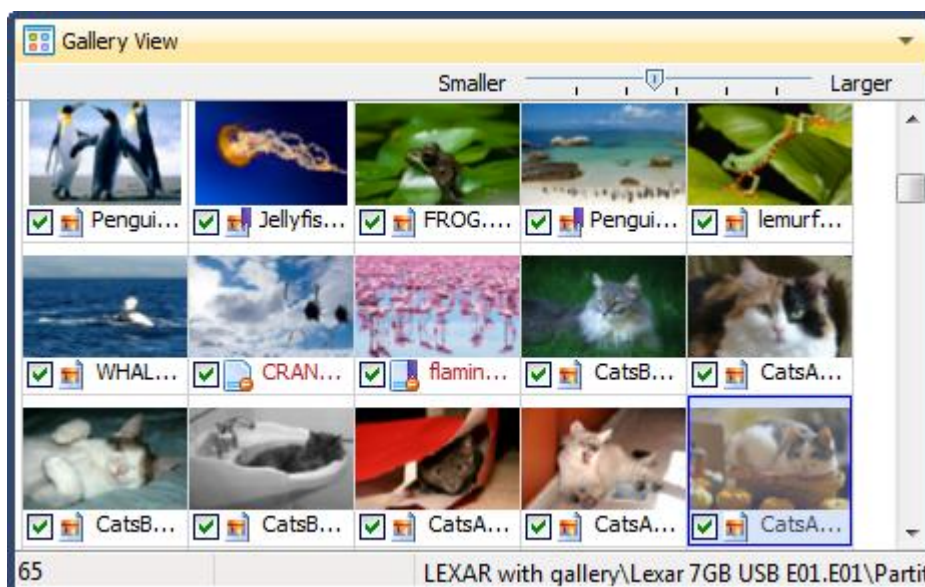 Gallery View
Smaller Larger
Pengui... Jellyfis... FROG.... Pengui... lemurf...
WHAL... CRAN... flamin... CatsB... CatsA...
CatsB... CatsB... CatsA... CatsA... CatsA...
65 LEXAR with gallery\Lexar 7GB USB E01.E01\Partit